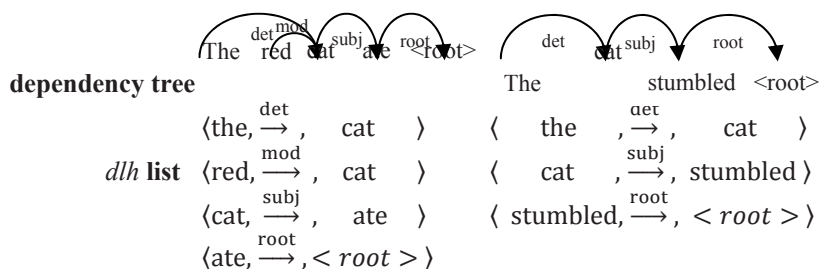 det mod subj root det subj root
The red cat ate <root> cat
dependency tree The stumbled <root>
⟨the, det→, cat⟩ ⟨ the , det→, cat ⟩
dlh list ⟨red, mod→, cat⟩ ⟨ cat , subj→, stumbled⟩
⟨cat, subj→, ate⟩ ⟨ stumbled, root→, < root >⟩
⟨ate, root→, < root >⟩